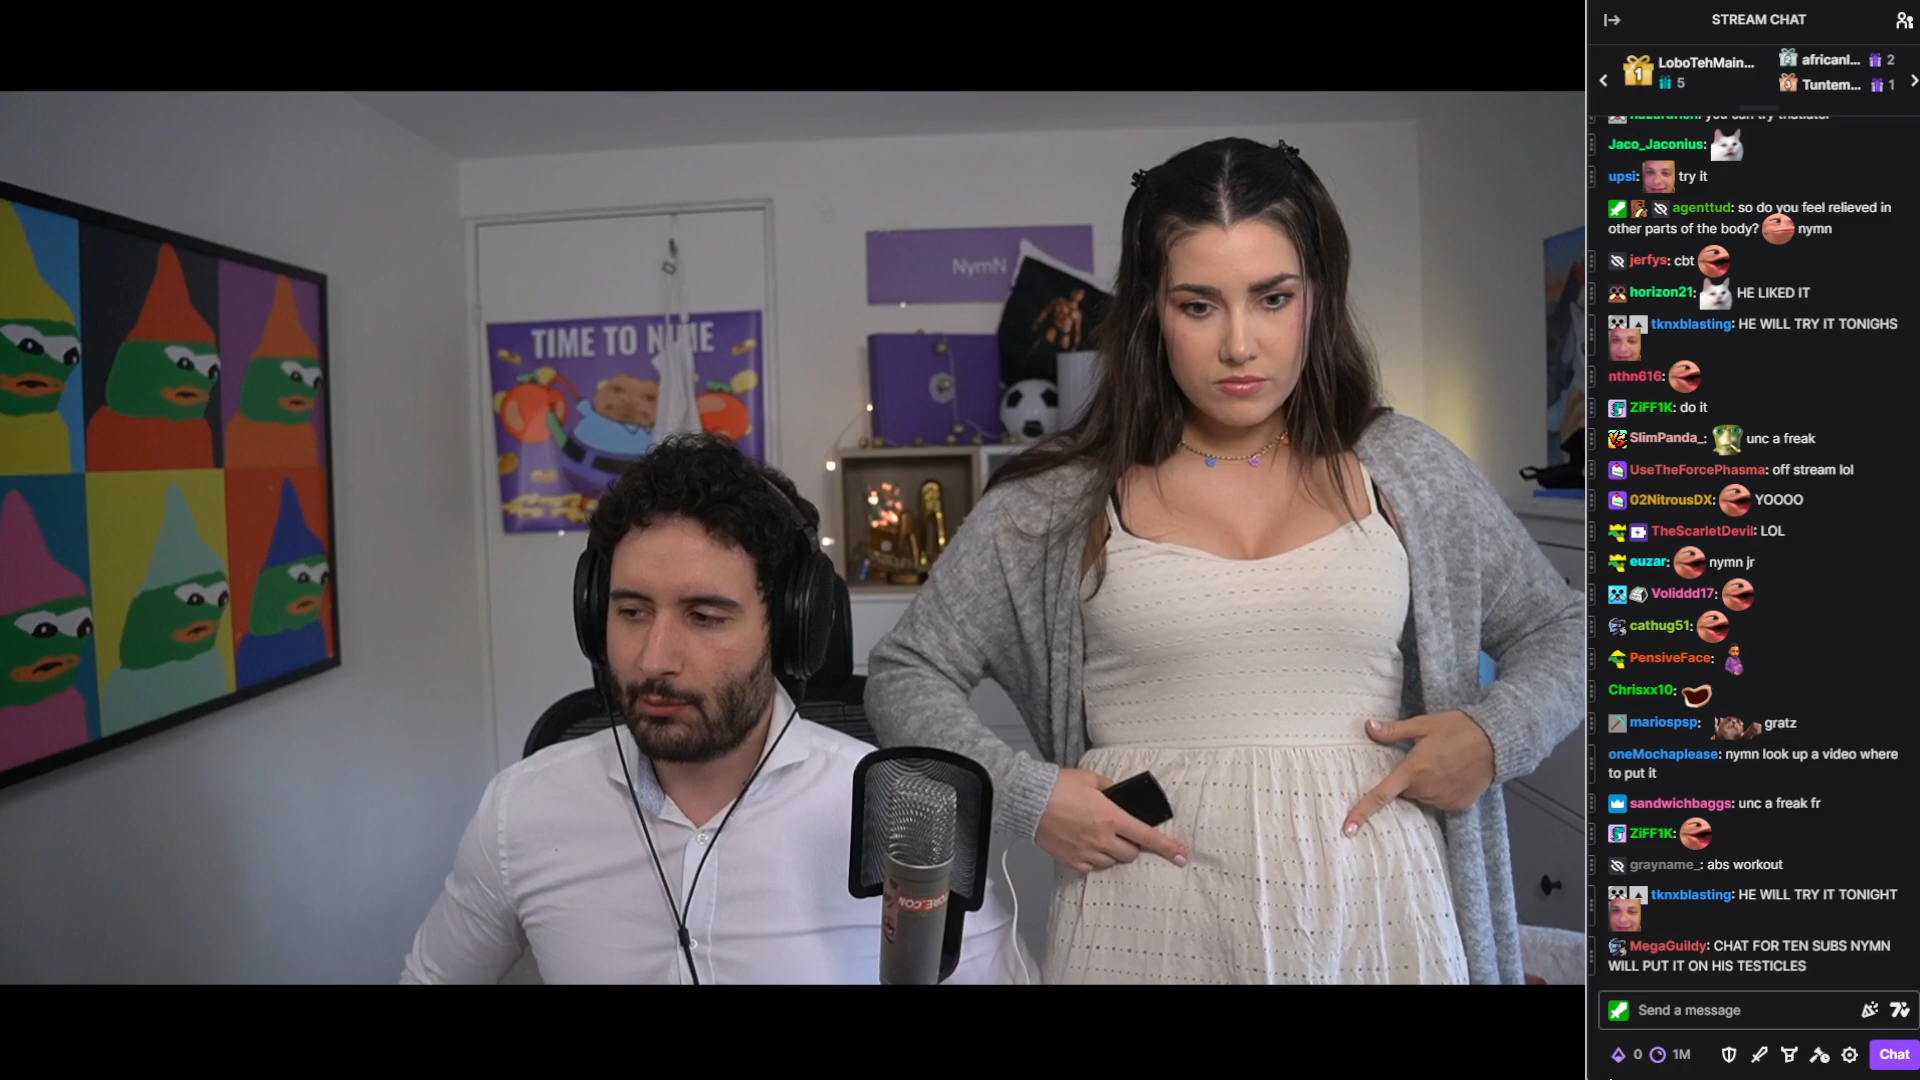 STREAM CHAT
LoboTehMain...
5
africanl... 2
Tuntem... 1
Jaco_Jaconius:
upsi: try it
agenttud: so do you feel relieved in
other parts of the body? nymn
jerfys: cbt
horizon21: HE LIKED IT
tknxblasting: HE WILL TRY IT TONIGHS
nthn616:
ZiFF1K: do it
SlimPanda_: unc a freak
UseTheForcePhasma: off stream lol
02NitrousDX: YOOOO
TheScarletDevil: LOL
euzar: nymn jr
Voliddd17:
cathug51:
PensiveFace:
Chrisxx10:
mariospsp: gratz
oneMochaplease: nymn look up a video where
to put it
sandwichbaggs: unc a freak fr
ZiFF1K:
grayname_: abs workout
tknxblasting: HE WILL TRY IT TONIGHT
MegaGuildy: CHAT FOR TEN SUBS NYMN
WILL PUT IT ON HIS TESTICLES
Send a message
0 1M
Chat
NymN
TIME TO